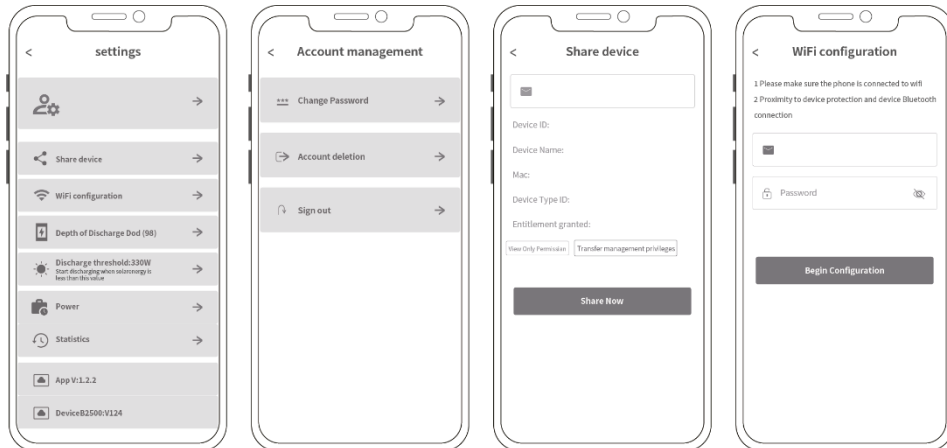 < settings
Share device
WiFi configuration
Depth of Discharge Dod (98)
Discharge threshold:330W
Start discharging when solar energy is
less than this value
Power
Statistics
App V:1.2.2
DeviceB2500:V124
< Account management
Change Password
Account deletion
Sign out
< Share device
Device ID:
Device Name:
Mac:
Device Type ID:
Entitlement granted:
View Only Permission Transfer management privileges
Share Now
< WiFi configuration
1 Please make sure the phone is connected to wifi
2 Proximity to device protection and device Bluetooth
connection
Password
Begin Configuration